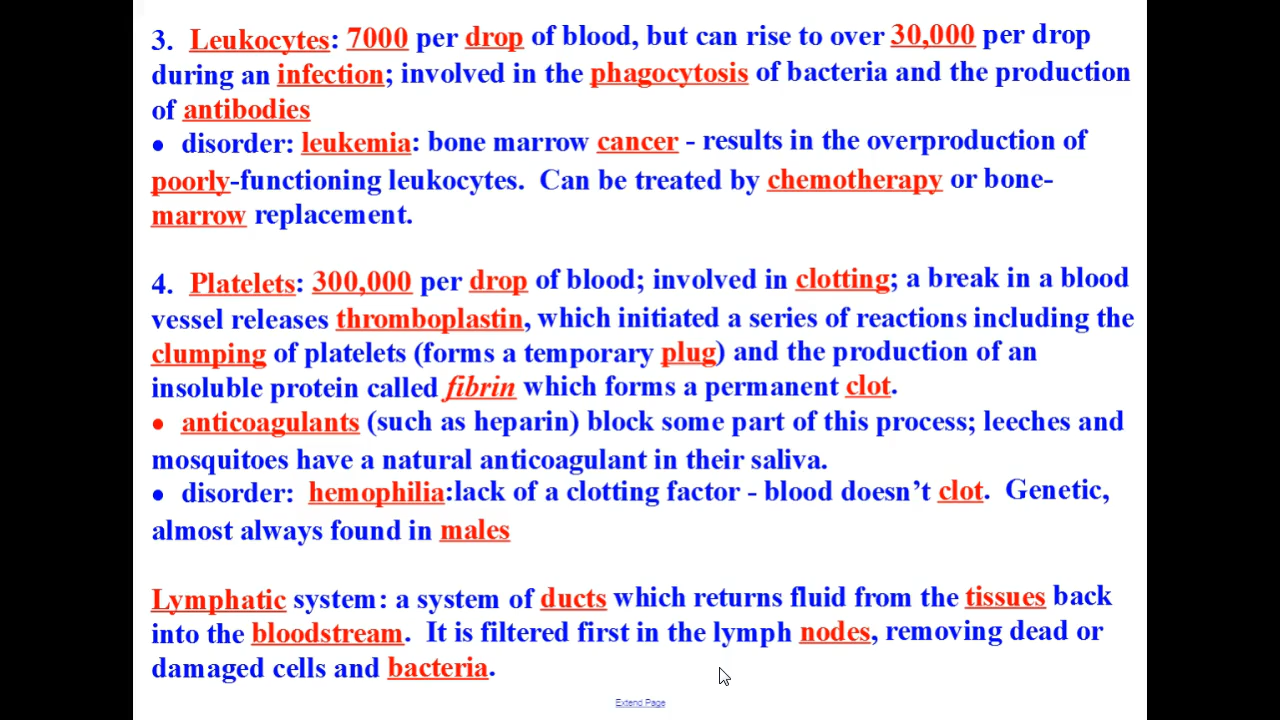 3. Leukocytes: 7000 per drop of blood, but can rise to over 30,000 per drop
during an infection; involved in the phagocytosis of bacteria and the production
of antibodies
• disorder: leukemia: bone marrow cancer - results in the overproduction of
poorly-functioning leukocytes. Can be treated by chemotherapy or bone-
marrow replacement.
4. Platelets: 300,000 per drop of blood; involved in clotting; a break in a blood
vessel releases thromboplastin, which initiated a series of reactions including the
clumping of platelets (forms a temporary plug) and the production of an
insoluble protein called fibrin which forms a permanent clot.
• anticoagulants (such as heparin) block some part of this process; leeches and
mosquitoes have a natural anticoagulant in their saliva.
• disorder: hemophilia:lack of a clotting factor - blood doesn't clot. Genetic,
almost always found in males
Lymphatic system: a system of ducts which returns fluid from the tissues back
into the bloodstream. It is filtered first in the lymph nodes, removing dead or
damaged cells and bacteria.
Extend Page